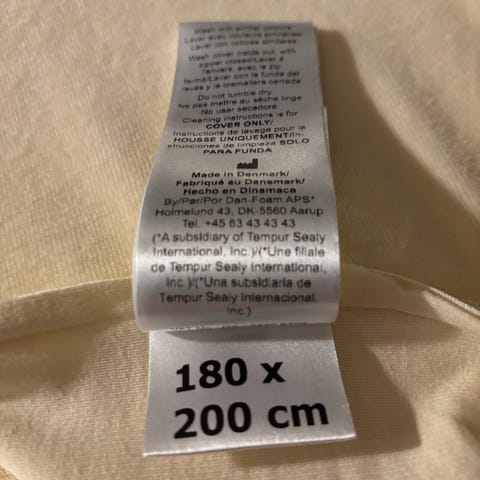 Wash with similar colours/
Laver avec couleurs similaires/
Lavar con colores similares
Wash cover inside out, with
zipper closed/Laver à
l'envers, avec le zip
fermé/Lavar con la funda del
revés y la cremallera cerrada
Do not tumble dry
Ne pas mettre au sèche linge
No usar secadora
Cleaning instructions is for
COVER ONLY/
Instructions de lavage pour la
HOUSSE UNIQUEMENT/In-
strucciones de limpieza SOLO
PARA FUNDA
Made in Denmark/
Fabriqué au Danemark/
Hecho en Dinamaca
By/Par/Por Dan-Foam APS*
Holmelund 43, DK-5560 Aarup
Tel. +45 63 43 43 43
(*A subsidiary of Tempur Sealy
International, Inc.)/(*Une filiale
de Tempur Sealy International,
Inc.)/(*Una subsidiaria de
Tempur Sealy Internacional,
Inc.)
180 x
200 cm